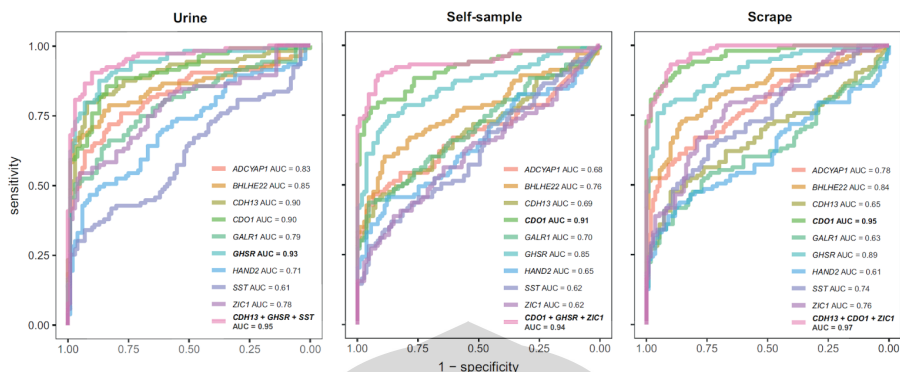 Urine
Self-sample
Scrape
sensitivity
1.00
0.75
0.50
0.25
0.00
ADCYAP1 AUC = 0.83
BHLHE22 AUC = 0.85
CDH13 AUC = 0.90
CDO1 AUC = 0.90
GALR1 AUC = 0.79
GHSR AUC = 0.93
HAND2 AUC = 0.71
SST AUC = 0.61
ZIC1 AUC = 0.78
CDH13 + GHSR + SST
AUC = 0.95
1.00 0.75 0.50 0.25 0.00
ADCYAP1 AUC = 0.68
BHLHE22 AUC = 0.76
CDH13 AUC = 0.69
CDO1 AUC = 0.91
GALR1 AUC = 0.70
GHSR AUC = 0.85
HAND2 AUC = 0.65
SST AUC = 0.62
ZIC1 AUC = 0.62
CDO1 + GHSR + ZIC1
AUC = 0.94
1.00 0.75 0.50 0.25 0.00
ADCYAP1 AUC = 0.78
BHLHE22 AUC = 0.84
CDH13 AUC = 0.65
CDO1 AUC = 0.95
GALR1 AUC = 0.63
GHSR AUC = 0.89
HAND2 AUC = 0.61
SST AUC = 0.74
ZIC1 AUC = 0.76
CDH13 + CDO1 + ZIC1
AUC = 0.97
1.00 0.75 0.50 0.25 0.00
1 − specificity